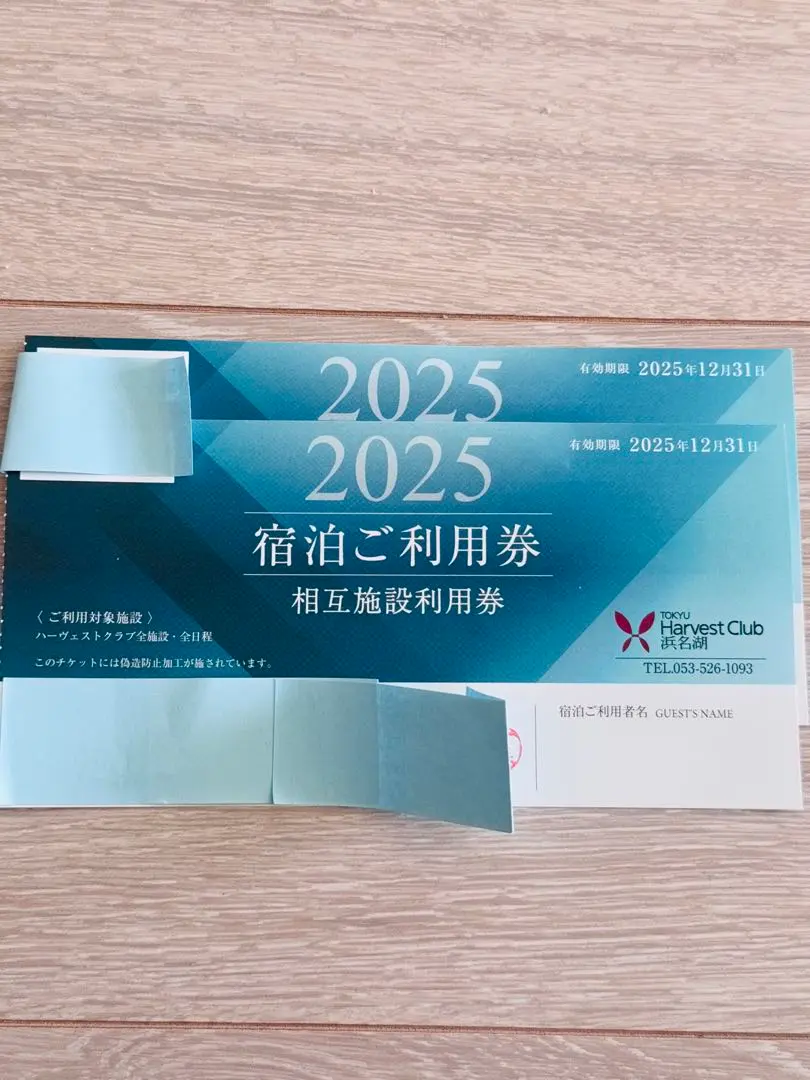 2025
有効期限 2025年12月31日
2025
有効期限 2025年12月31日
宿泊ご利用券
相互施設利用券
〈ご利用対象施設〉
ハーヴェストクラブ全施設・全日程
このチケットには偽造防止加工が施されています。
TOKYU
Harvest Club
浜名湖
TEL.053-526-1093
宿泊ご利用者名 GUEST'S NAME